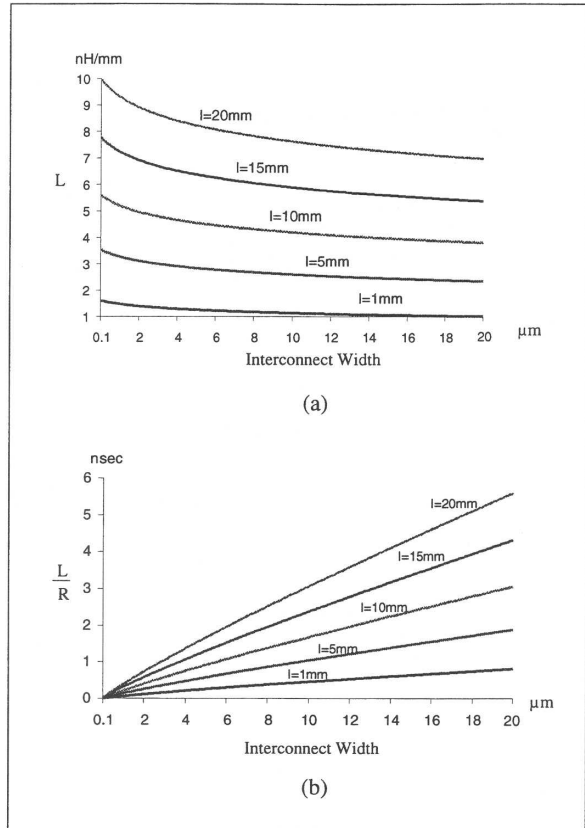 nH/mm
10
9
8
7
6
5
4
3
2
1
L
l=20mm
l=15mm
l=10mm
l=5mm
l=1mm
0.1 2 4 6 8 10 12 14 16 18 20
μm
Interconnect Width
(a)
nsec
6
5
4
3
2
1
0
L
R
l=20mm
l=15mm
l=10mm
l=5mm
l=1mm
0.1 2 4 6 8 10 12 14 16 18 20
μm
Interconnect Width
(b)